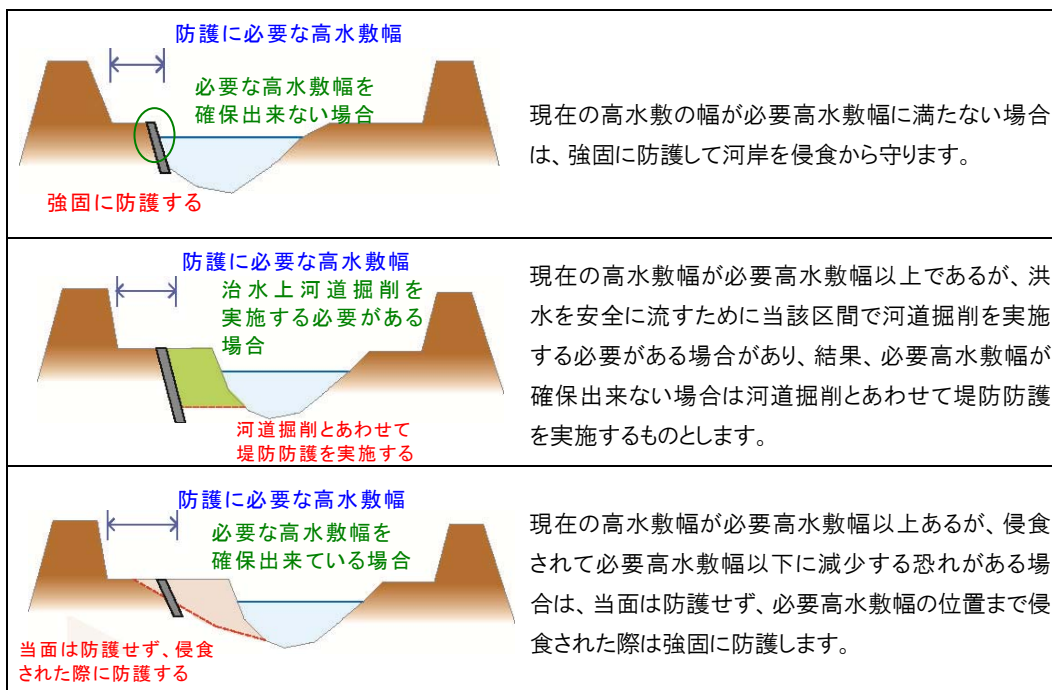 防護に必要な高水敷幅
必要な高水敷幅を
確保出来ない場合
強固に防護する
現在の高水敷の幅が必要高水敷幅に満たない場合
は、強固に防護して河岸を侵食から守ります。
防護に必要な高水敷幅
治水上河道掘削を
実施する必要がある
場合
河道掘削とあわせて
堤防防護を実施する
現在の高水敷幅が必要高水敷幅以上であるが、洪
水を安全に流すために当該区間で河道掘削を実施
する必要がある場合があり、結果、必要高水敷幅が
確保出来ない場合は河道掘削とあわせて堤防防護
を実施するものとします。
防護に必要な高水敷幅
必要な高水敷幅を
確保出来ている場合
当面は防護せず、侵食
された際に防護する
現在の高水敷幅が必要高水敷幅以上あるが、侵食
されて必要高水敷幅以下に減少する恐れがある場
合は、当面は防護せず、必要高水敷幅の位置まで侵
食された際は強固に防護します。